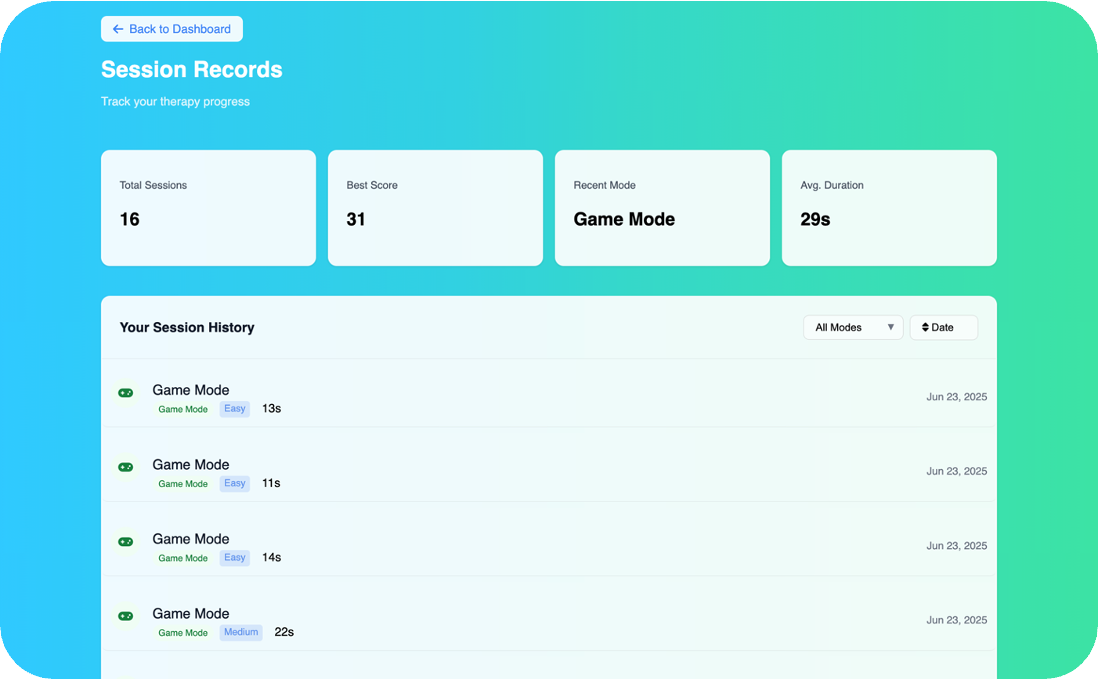 Back to Dashboard
Session Records
Track your therapy progress
Total Sessions
16
Best Score
31
Recent Mode
Game Mode
Avg. Duration
29s
Your Session History
All Modes
Date
Game Mode
Game Mode Easy 13s
Jun 23, 2025
Game Mode
Game Mode Easy 11s
Jun 23, 2025
Game Mode
Game Mode Easy 14s
Jun 23, 2025
Game Mode
Game Mode Medium 22s
Jun 23, 2025